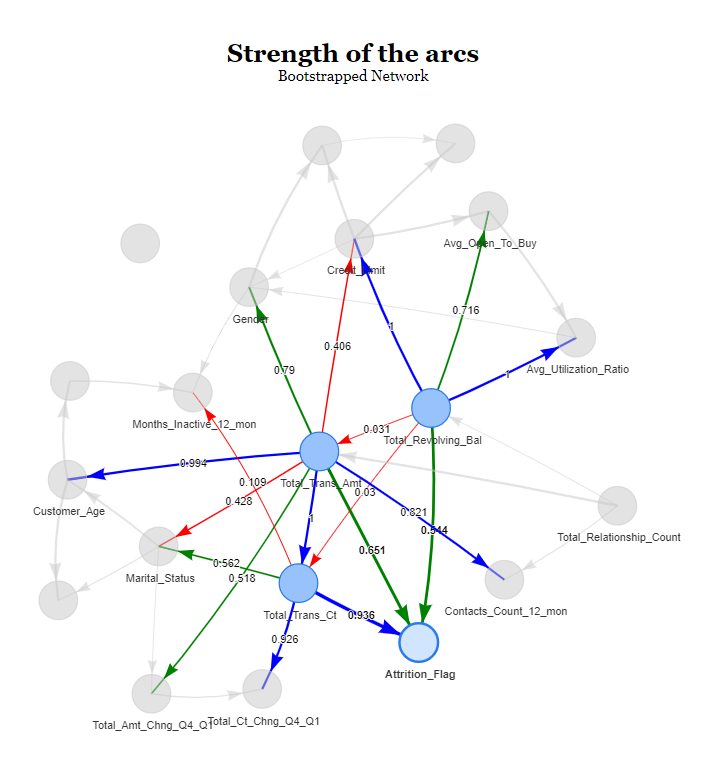 Strength of the arcs
Bootstrapped Network
Avg_Open_To_Buy
Credit_Limit
0.716
Gender
1
0.406
0.79
Avg_Utilization_Ratio
1
Months_Inactive_12_mon
0.031
Total_Revolving_Bal
0.994
0.109
Total_Trans_Amt
0.03
0.428
Customer_Age
0.821
1
0.544
Total_Relationship_Count
0.651
0.562
Marital_Status
0.518
Total_Trans_Ct
0.936
Contacts_Count_12_mon
0.926
Attrition_Flag
Total_Amt_Chng_Q4_Q1
Total_Ct_Chng_Q4_Q1